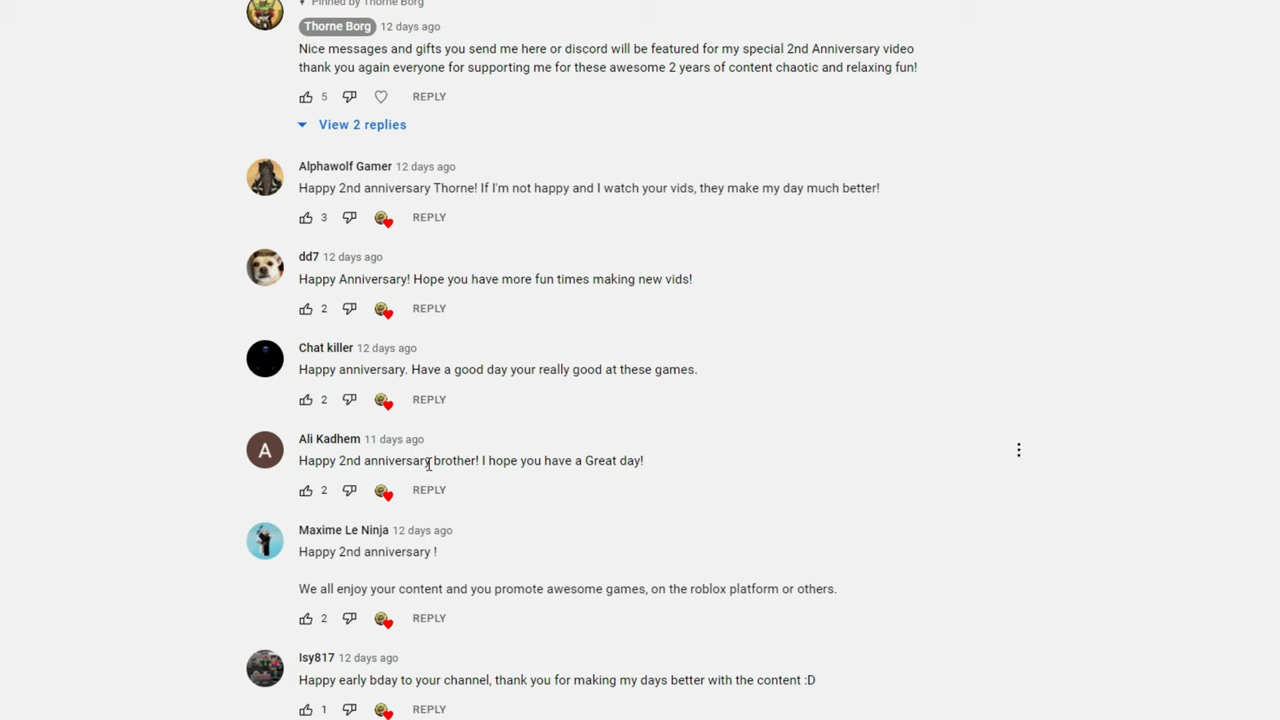 Pinned by Thorne Borg
Thorne Borg 12 days ago
Nice messages and gifts you send me here or discord will be featured for my special 2nd Anniversary video
thank you again everyone for supporting me for these awesome 2 years of content chaotic and relaxing fun!
5 REPLY
View 2 replies
Alphawolf Gamer 12 days ago
Happy 2nd anniversary Thorne! If I'm not happy and I watch your vids, they make my day much better!
3 REPLY
dd7 12 days ago
Happy Anniversary! Hope you have more fun times making new vids!
2 REPLY
Chat killer 12 days ago
Happy anniversary. Have a good day your really good at these games.
2 REPLY
A
Ali Kadhem 11 days ago
Happy 2nd anniversary brother! I hope you have a Great day!
2 REPLY
Maxime Le Ninja 12 days ago
Happy 2nd anniversary !
We all enjoy your content and you promote awesome games, on the roblox platform or others.
2 REPLY
Isy817 12 days ago
Happy early bday to your channel, thank you for making my days better with the content :D
1 REPLY